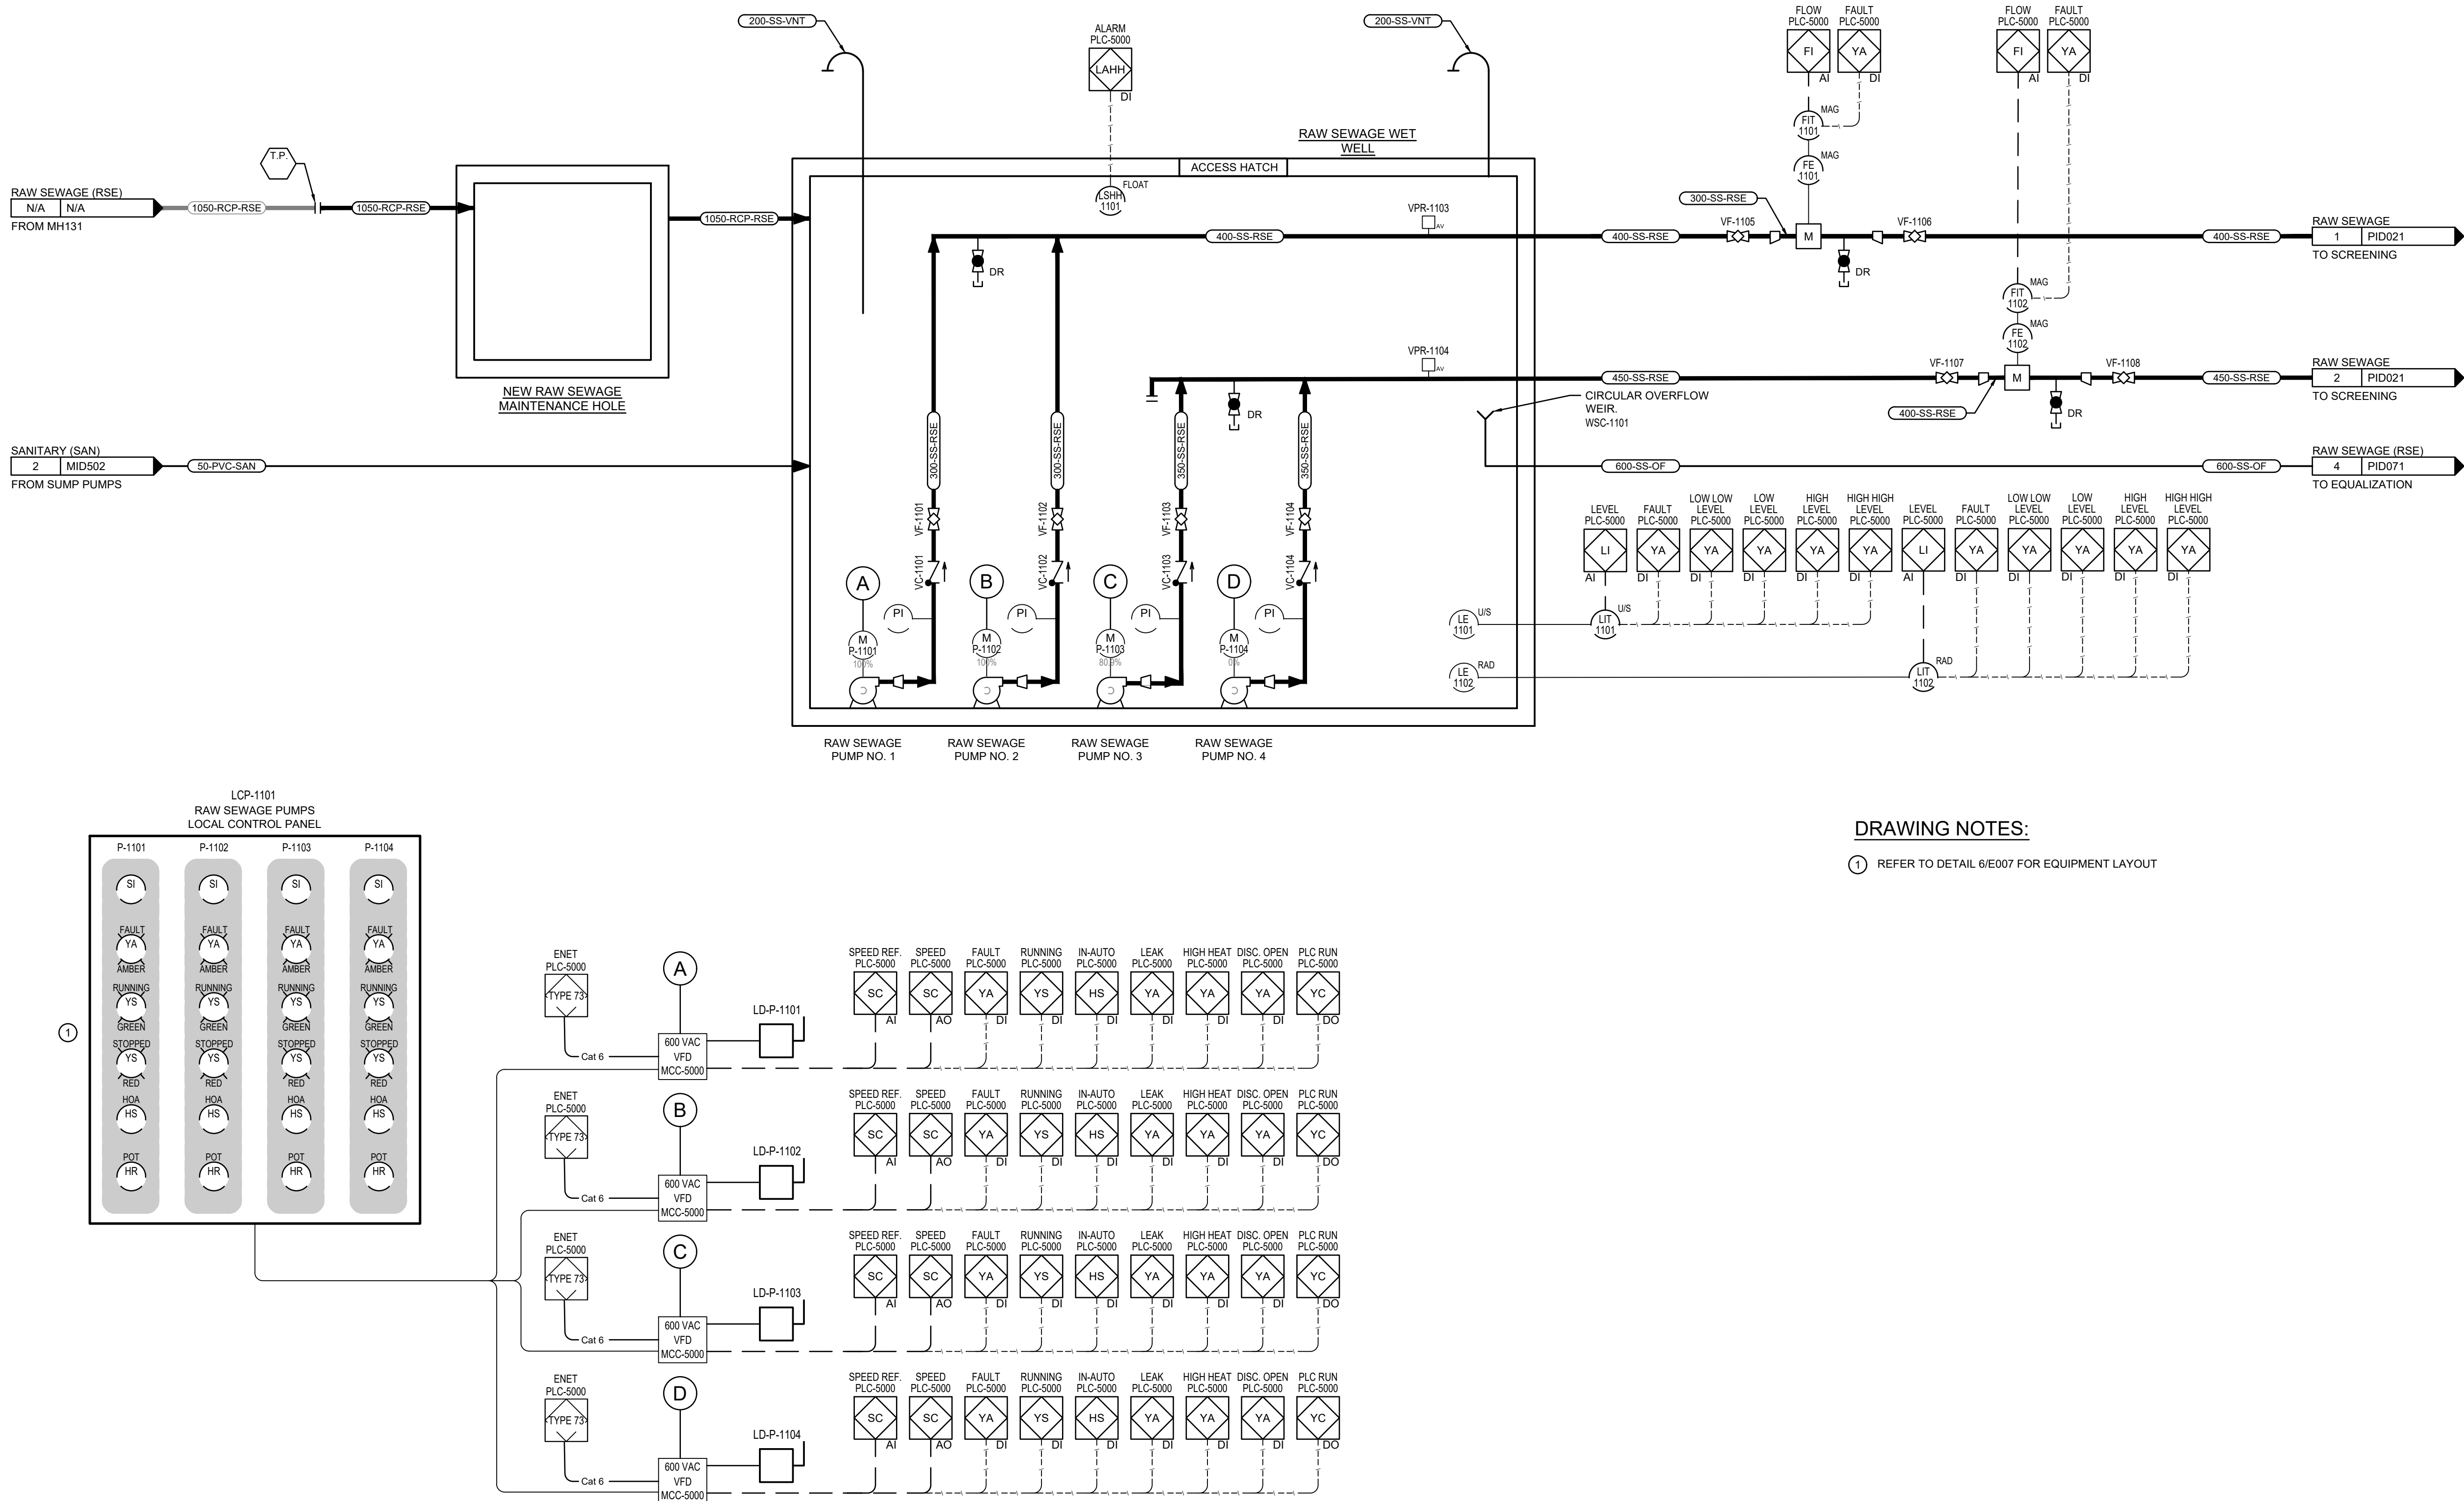 200-SS-VNT
200-SS-VNT
ALARM
PLC-5000
LAHH
DI
FLOW
PLC-5000
FI
AI
FAULT
PLC-5000
YA
DI
FLOW
PLC-5000
FI
AI
FAULT
PLC-5000
YA
DI
MAG
FIT
1101
MAG
FE
1101
RAW SEWAGE WET
WELL
ACCESS HATCH
T.P.
RAW SEWAGE (RSE)
N/A N/A
FROM MH131
1050-RCP-RSE
1050-RCP-RSE
1050-RCP-RSE
NEW RAW SEWAGE
MAINTENANCE HOLE
FLOAT
LSHH
1101
DR
400-SS-RSE
VPR-1103
AV
400-SS-RSE
300-SS-RSE
VF-1105
M
DR
VF-1106
400-SS-RSE
RAW SEWAGE
1 PID021
TO SCREENING
MAG
FIT
1102
MAG
FE
1102
VPR-1104
AV
450-SS-RSE
VF-1107
M
400-SS-RSE
DR
VF-1108
450-SS-RSE
RAW SEWAGE
2 PID021
TO SCREENING
DR
CIRCULAR OVERFLOW
WEIR.
WSC-1101
SANITARY (SAN)
2 MID502
FROM SUMP PUMPS
50-PVC-SAN
600-SS-OF
600-SS-OF
RAW SEWAGE (RSE)
4 PID071
TO EQUALIZATION
300-SS-RSE
300-SS-RSE
350-SS-RSE
350-SS-RSE
VF-1101
VF-1102
VF-1103
VF-1104
VC-1101
VC-1102
VC-1103
VC-1104
A
B
C
D
PI
PI
PI
PI
M
P-1101
100%
M
P-1102
100%
M
P-1103
80.9%
M
P-1104
0%
RAW SEWAGE
PUMP NO. 1
RAW SEWAGE
PUMP NO. 2
RAW SEWAGE
PUMP NO. 3
RAW SEWAGE
PUMP NO. 4
LEVEL
PLC-5000
LI
AI
FAULT
PLC-5000
YA
DI
LOW LOW
LEVEL
PLC-5000
YA
DI
LOW
LEVEL
PLC-5000
YA
DI
HIGH
LEVEL
PLC-5000
YA
DI
HIGH HIGH
LEVEL
PLC-5000
YA
DI
LEVEL
PLC-5000
LI
AI
FAULT
PLC-5000
YA
DI
LOW LOW
LEVEL
PLC-5000
YA
DI
LOW
LEVEL
PLC-5000
YA
DI
HIGH
LEVEL
PLC-5000
YA
DI
HIGH HIGH
LEVEL
PLC-5000
YA
DI
U/S
LE
1101
U/S
LIT
1101
RAD
LE
1102
RAD
LIT
1102
DRAWING NOTES:
1 REFER TO DETAIL 6/E007 FOR EQUIPMENT LAYOUT
LCP-1101
RAW SEWAGE PUMPS
LOCAL CONTROL PANEL
P-1101 P-1102 P-1103 P-1104
SI SI SI SI
FAULT FAULT FAULT FAULT
YA YA YA YA
AMBER AMBER AMBER AMBER
RUNNING RUNNING RUNNING RUNNING
YS YS YS YS
GREEN GREEN GREEN GREEN
STOPPED STOPPED STOPPED STOPPED
YS YS YS YS
RED RED RED RED
HOA HOA HOA HOA
HS HS HS HS
POT POT POT POT
HR HR HR HR
1
ENET
PLC-5000
TYPE 73
Cat 6
A
600 VAC
VFD
MCC-5000
LD-P-1101
SPEED REF. SPEED FAULT RUNNING IN-AUTO LEAK HIGH HEAT DISC. OPEN PLC RUN
PLC-5000 PLC-5000 PLC-5000 PLC-5000 PLC-5000 PLC-5000 PLC-5000 PLC-5000 PLC-5000
SC SC YA YS HS YA YA YA YC
AI AO DI DI DI DI DI DI DO
ENET
PLC-5000
TYPE 73
Cat 6
B
600 VAC
VFD
MCC-5000
LD-P-1102
SPEED REF. SPEED FAULT RUNNING IN-AUTO LEAK HIGH HEAT DISC. OPEN PLC RUN
PLC-5000 PLC-5000 PLC-5000 PLC-5000 PLC-5000 PLC-5000 PLC-5000 PLC-5000 PLC-5000
SC SC YA YS HS YA YA YA YC
AI AO DI DI DI DI DI DI DO
ENET
PLC-5000
TYPE 73
Cat 6
C
600 VAC
VFD
MCC-5000
LD-P-1103
SPEED REF. SPEED FAULT RUNNING IN-AUTO LEAK HIGH HEAT DISC. OPEN PLC RUN
PLC-5000 PLC-5000 PLC-5000 PLC-5000 PLC-5000 PLC-5000 PLC-5000 PLC-5000 PLC-5000
SC SC YA YS HS YA YA YA YC
AI AO DI DI DI DI DI DI DO
ENET
PLC-5000
TYPE 73
Cat 6
D
600 VAC
VFD
MCC-5000
LD-P-1104
SPEED REF. SPEED FAULT RUNNING IN-AUTO LEAK HIGH HEAT DISC. OPEN PLC RUN
PLC-5000 PLC-5000 PLC-5000 PLC-5000 PLC-5000 PLC-5000 PLC-5000 PLC-5000 PLC-5000
SC SC YA YS HS YA YA YA YC
AI AO DI DI DI DI DI DI DO